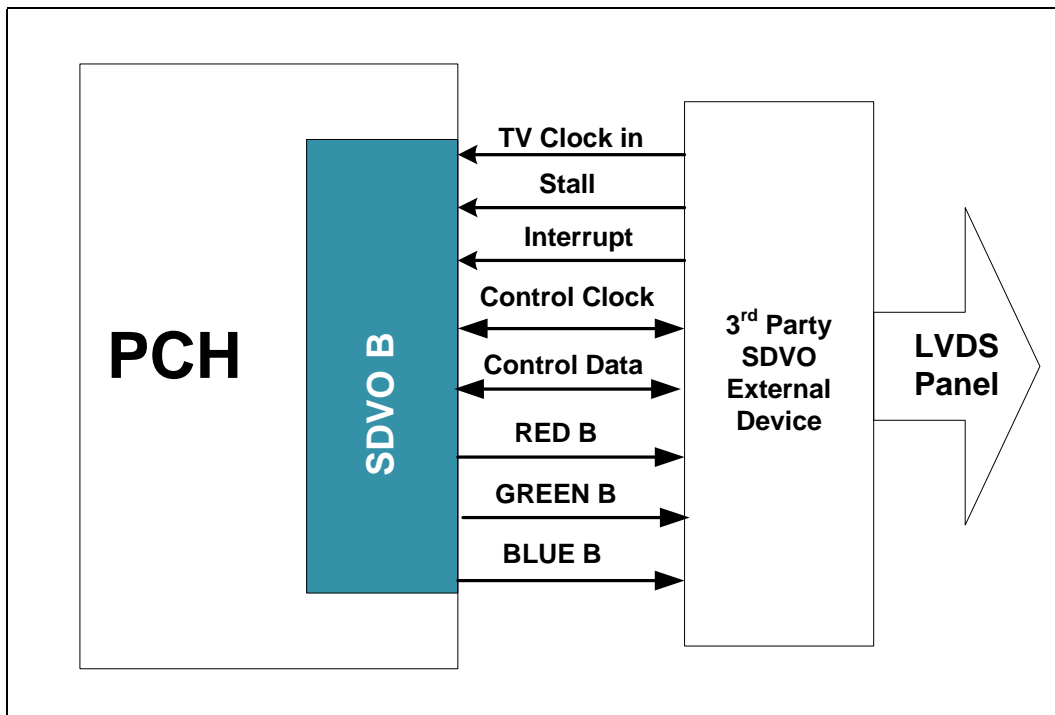 PCH
SDVO B
TV Clock in
Stall
Interrupt
Control Clock
Control Data
RED B
GREEN B
BLUE B
3rd Party
SDVO
External
Device
LVDS
Panel